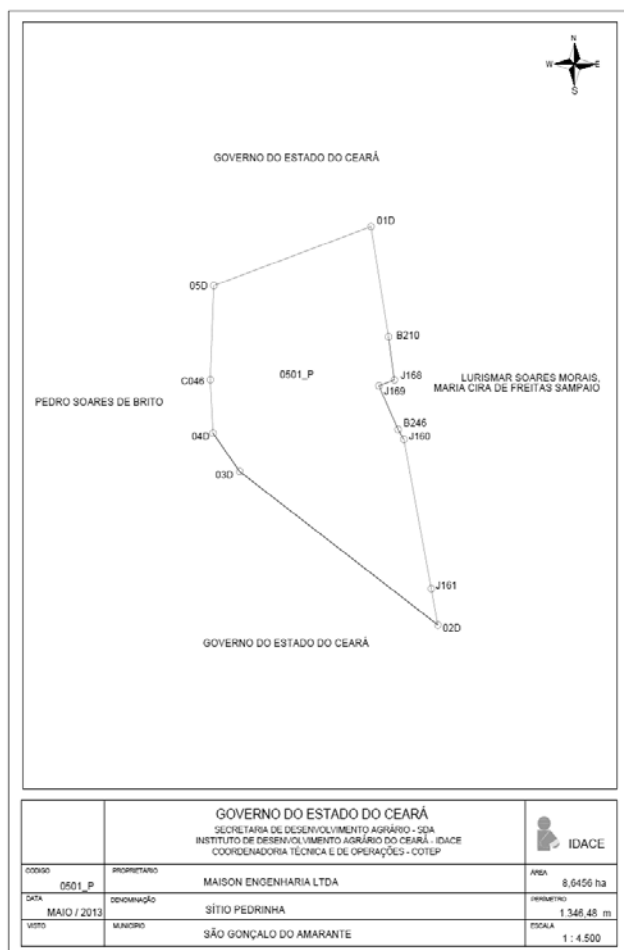 N
W E
S
GOVERNO DO ESTADO DO CEARÁ
01D
05D
B210
C046
0501_P
J168
J169
LURISMAR SOARES MORAIS,
MARIA CIRA DE FREITAS SAMPAIO
PEDRO SOARES DE BRITO
B246
J160
04D
03D
J161
02D
GOVERNO DO ESTADO DO CEARÁ
GOVERNO DO ESTADO DO CEARÁ
SECRETARIA DE DESENVOLVIMENTO AGRÁRIO - SDA
INSTITUTO DE DESENVOLVIMENTO AGRÁRIO DO CEARÁ - IDACE
COORDENADORIA TÉCNICA E DE OPERAÇÕES - COTEP
IDACE
CODIGO
0501_P
PROPRIETARIO
MAISON ENGENHARIA LTDA
ÁREA
8,6456 ha
DATA
MAIO / 2013
DENOMINAÇÃO
SÍTIO PEDRINHA
PERÍMETRO
1.346,48 m
VISTO
MUNICÍPIO
SÃO GONÇALO DO AMARANTE
ESCALA
1 : 4.500